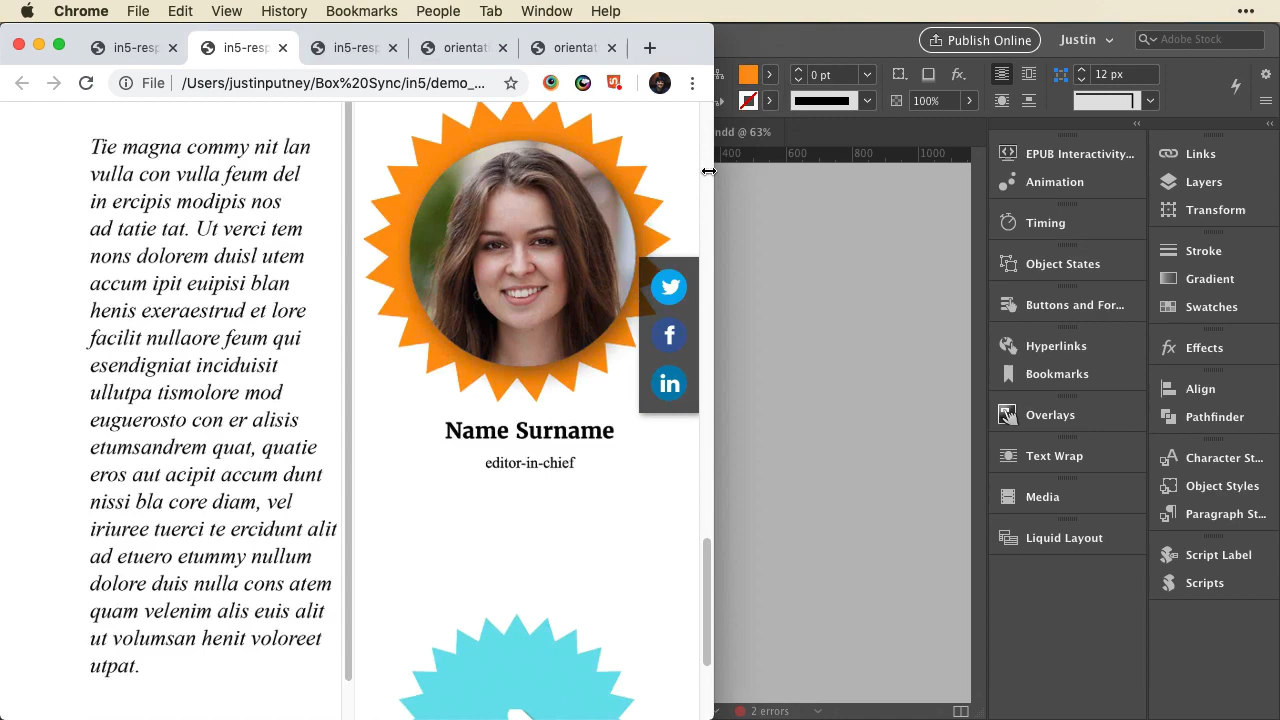 Chrome File Edit View History Bookmarks People Tab Window Help
in5-resp in5-resp in5-resp orientat orientat
Publish Online Justin Adobe Stock
File /Users/justinputney/Box%20Sync/in5/demo_...
0 pt fx. 12 px
100%
ndd @ 63%
400 600 800 1000
Tie magna commy nit lan
vulla con vulla feum del
in ercipis modipis nos
ad tatie tat. Ut verci tem
nons dolorem duisl utem
accum ipit euipisi blan
henis exeraestrud et lore
facilit nullaore feum qui
esendigniat inciduisit
ullutpa tismolore mod
euguerosto con er alisis
etumsandrem quat, quatie
eros aut acipit accum dunt
nissi bla core diam, vel
iriuree tuerci te ercidunt alit
ad etuero etummy nullum
dolore duis nulla cons atem
quam velenim alis euis alit
ut volumsan henit voloreet
utpat.
f
in
Name Surname
editor-in-chief
EPUB Interactivity...
Animation
Timing
Object States
Buttons and For...
Hyperlinks
Bookmarks
Overlays
Text Wrap
Media
Liquid Layout
Links
Layers
Transform
Stroke
Gradient
Swatches
fx Effects
Align
Pathfinder
Character St...
Object Styles
Paragraph St...
Script Label
Scripts
2 errors